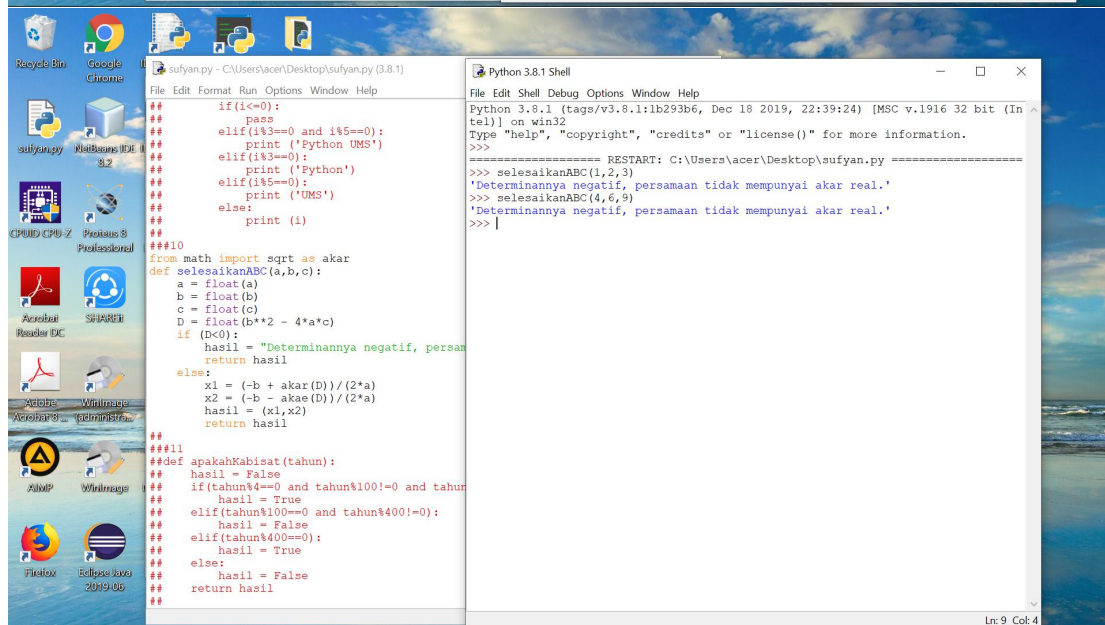 Recycle Bin
Google Chrome
sufyan.py
NetBeans IDE 8.2
CPUID CPU-Z
Proteus 8 Professional
Acrobat Reader DC
SHAREit
Adobe Acrobat 8 ...
WinImage (administra...
AIMP
WinImage
Firefox
Eclipse Java 2019-06
sufyan.py - C:\Users\acer\Desktop\sufyan.py (3.8.1)
File Edit Format Run Options Window Help
##        if(i<=0):
##            pass
##        elif(i%3==0 and i%5==0):
##            print ('Python UMS')
##        elif(i%3==0):
##            print ('Python')
##        elif(i%5==0):
##            print ('UMS')
##        else:
##            print (i)
##
###10
from math import sqrt as akar
def selesaikanABC(a,b,c):
    a = float(a)
    b = float(b)
    c = float(c)
    D = float(b**2 - 4*a*c)
    if (D<0):
        hasil = "Determinannya negatif, persam
        return hasil
    else:
        x1 = (-b + akar(D))/(2*a)
        x2 = (-b - akae(D))/(2*a)
        hasil = (x1,x2)
        return hasil
##
###11
##def apakahKabisat(tahun):
##    hasil = False
##    if(tahun%4==0 and tahun%100!=0 and tahun
##        hasil = True
##    elif(tahun%100==0 and tahun%400!=0):
##        hasil = False
##    elif(tahun%400==0):
##        hasil = True
##    else:
##        hasil = False
##    return hasil
##
Python 3.8.1 Shell
File Edit Shell Debug Options Window Help
Python 3.8.1 (tags/v3.8.1:1b293b6, Dec 18 2019, 22:39:24) [MSC v.1916 32 bit (In
tel)] on win32
Type "help", "copyright", "credits" or "license()" for more information.
>>>
=================== RESTART: C:\Users\acer\Desktop\sufyan.py ===================
>>> selesaikanABC(1,2,3)
'Determinannya negatif, persamaan tidak mempunyai akar real.'
>>> selesaikanABC(4,6,9)
'Determinannya negatif, persamaan tidak mempunyai akar real.'
>>>
Ln: 9 Col: 4